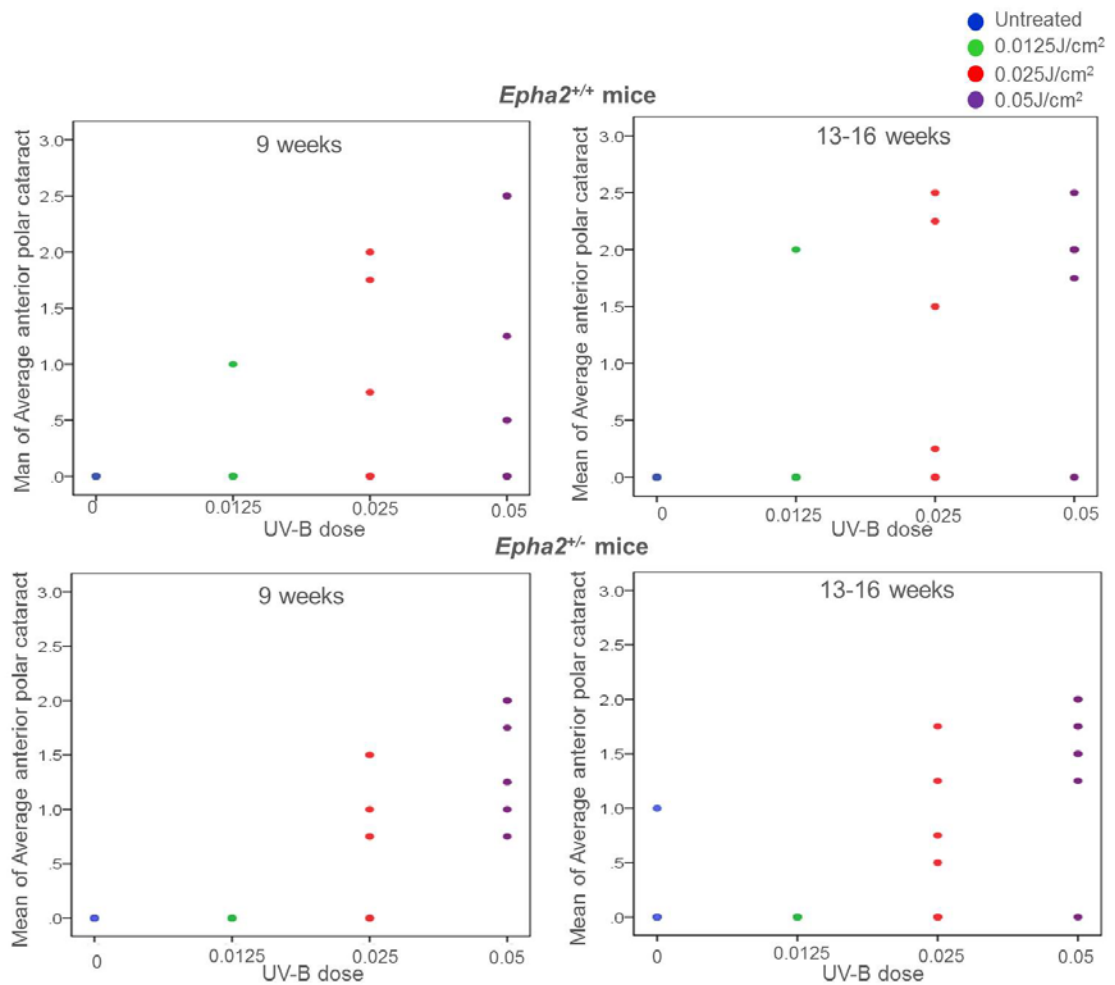 Untreated
0.0125J/cm²
0.025J/cm²
0.05J/cm²
Epha2+/+ mice
9 weeks
Man of Average anterior polar cataract
3.0
2.5
2.0
1.5
1.0
.5
.0
0 0.0125 0.025 0.05
UV-B dose
13-16 weeks
Mean of Average anterior polar cataract
3.0
2.5
2.0
1.5
1.0
.5
.0
0 0.0125 0.025 0.05
UV-B dose
Epha2+/- mice
9 weeks
Mean of Average anterior polar cataract
3.0
2.5
2.0
1.5
1.0
.5
.0
0 0.0125 0.025 0.05
UV-B dose
13-16 weeks
Mean of Average anterior polar cataract
3.0
2.5
2.0
1.5
1.0
.5
.0
0 0.0125 0.025 0.05
UV-B dose